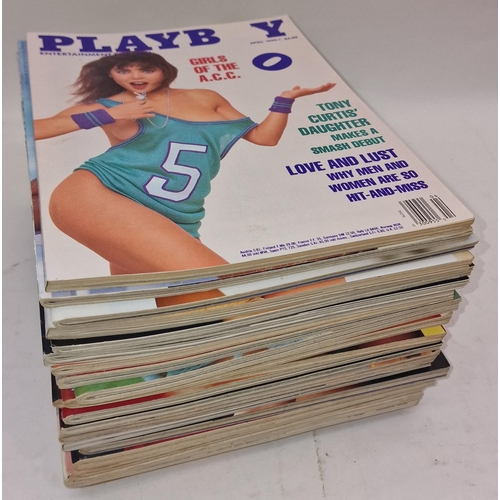 PLAYB Y
ENTERTAINMENT
GIRLS
OF THE
A.C.C.
O
TONY
CURTIS'
DAUGHTER
MAKES A
SMASH DEBUT
LOVE AND LUST
WHY MEN AND
WOMEN ARE SO
HIT-AND-MISS
5